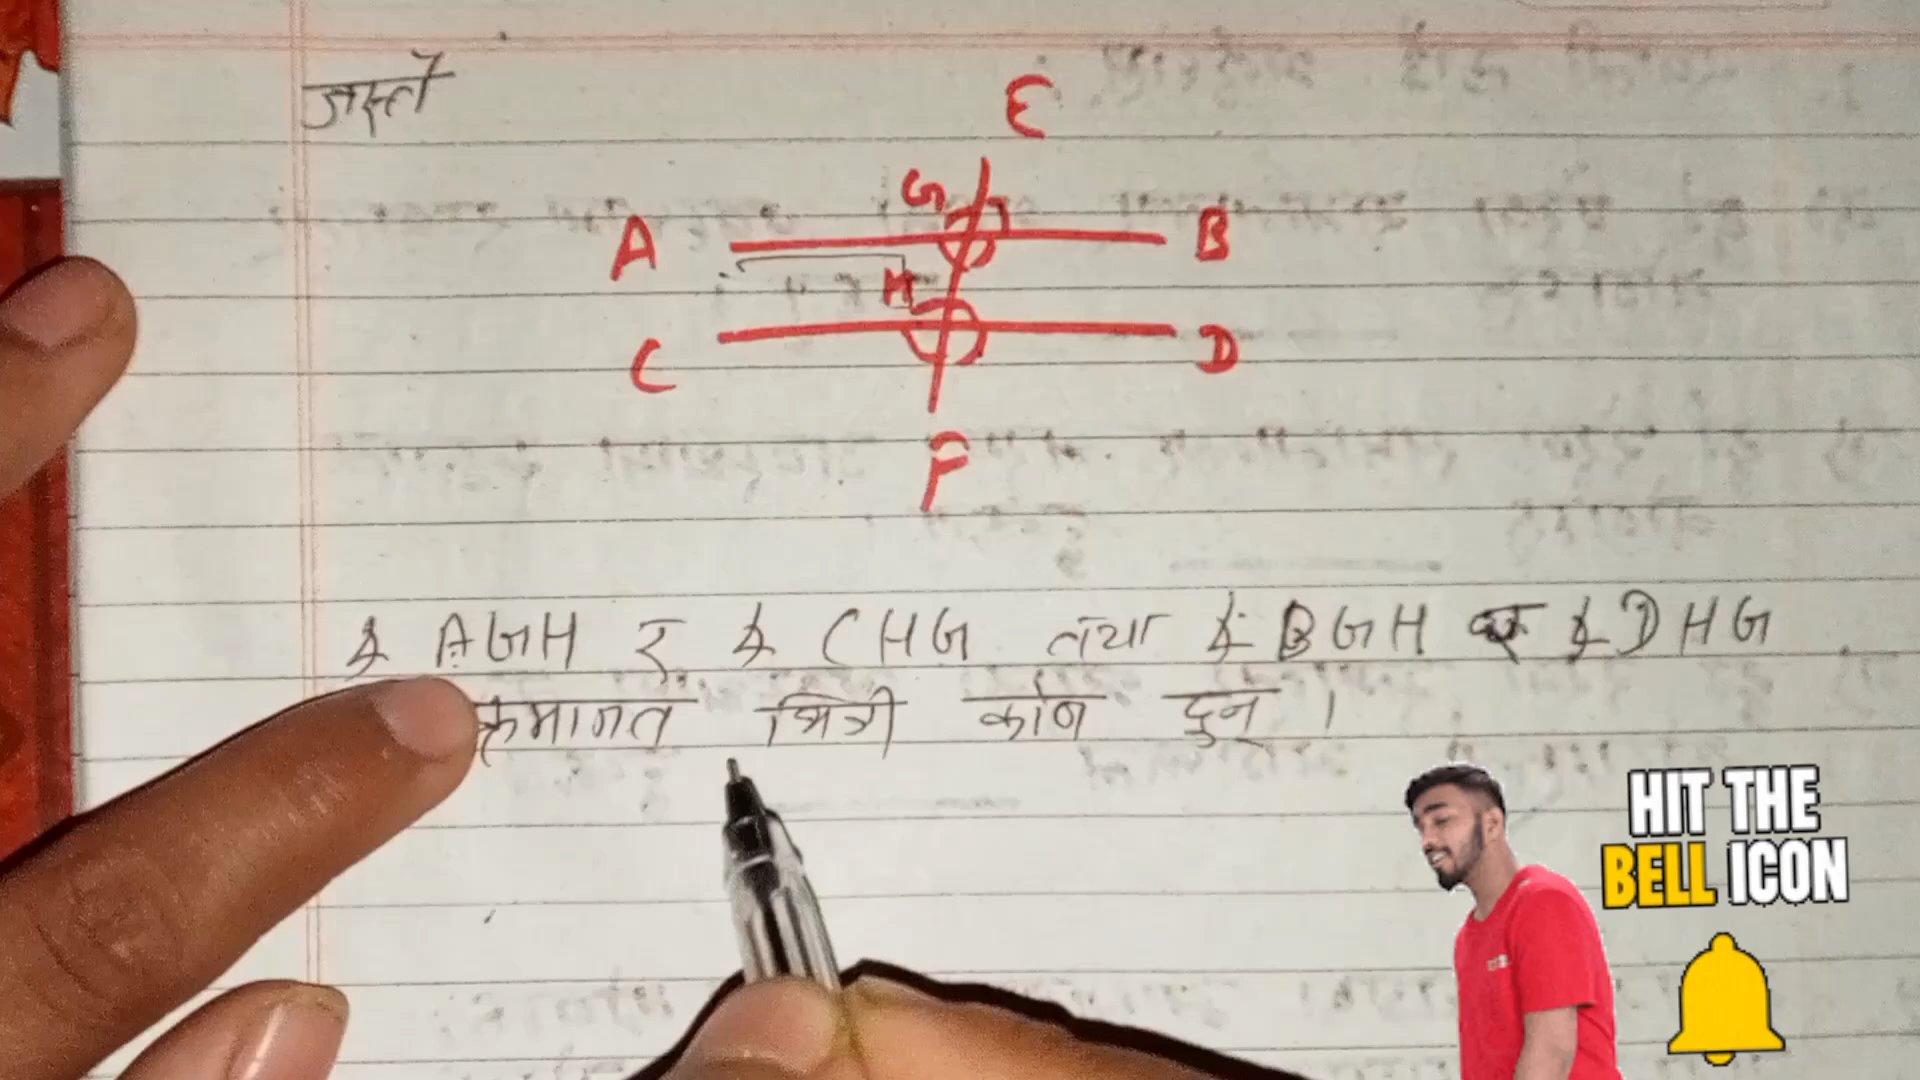 जस्तै
E
G
A B
H
C D
F
∡ AGH र ∡ CHG तथा ∡ BGH र ∡ DHG
क्रमागत भित्री कोण हुन् ।
HIT THE
BELL ICON